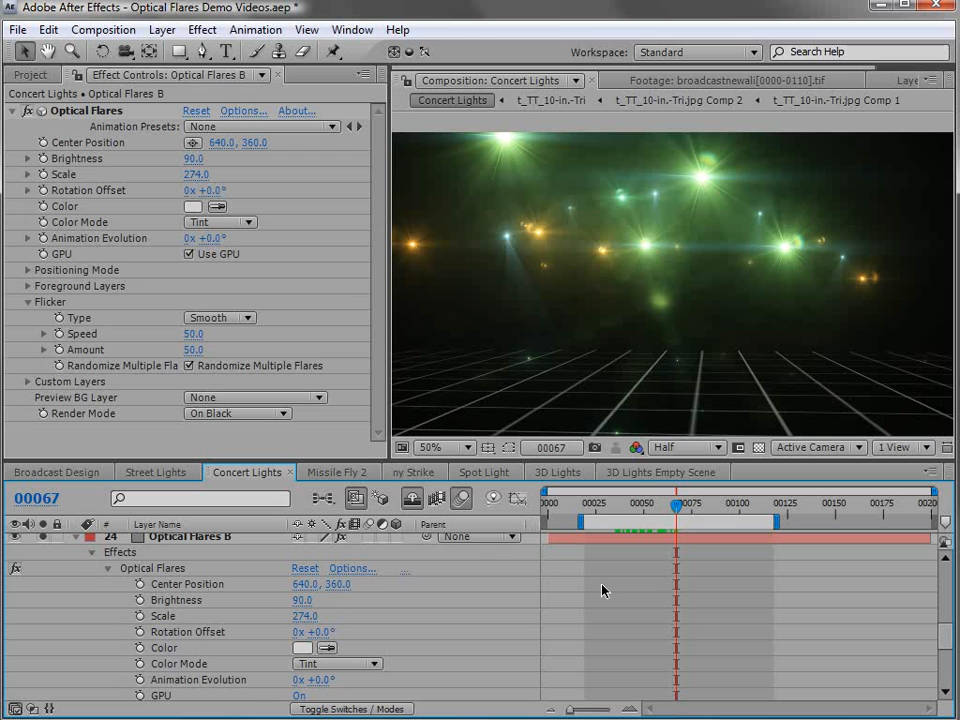 Adobe After Effects - Optical Flares Demo Videos.aep *
File Edit Composition Layer Effect Animation View Window Help
Workspace: Standard Search Help
Project Effect Controls: Optical Flares B Composition: Concert Lights Footage: broadcastnewali[0000-0110].tif Laye
Concert Lights • Optical Flares B Concert Lights t_TT_10-in.-Tri t_TT_10-in.-Tri.jpg Comp 2 t_TT_10-in.-Tri.jpg Comp 1
Optical Flares Reset Options... About...
Animation Presets: None
Center Position 640.0, 360.0
Brightness 90.0
Scale 274.0
Rotation Offset 0x +0.0°
Color
Color Mode Tint
Animation Evolution 0x +0.0°
GPU Use GPU
Positioning Mode
Foreground Layers
Flicker
Type Smooth
Speed 50.0
Amount 50.0
Randomize Multiple Fla Randomize Multiple Flares
Custom Layers
Preview BG Layer None
Render Mode On Black
50% 00067 Half Active Camera 1 View
Broadcast Design Street Lights Concert Lights Missile Fly 2 ny Strike Spot Light 3D Lights 3D Lights Empty Scene
00067 0000 00025 00050 00075 00100 00125 00150 00175 0020
# Layer Name Parent
24 Optical Flares B None
Effects
Optical Flares Reset Options... ...
Center Position 640.0, 360.0
Brightness 90.0
Scale 274.0
Rotation Offset 0x +0.0°
Color
Color Mode Tint
Animation Evolution 0x +0.0°
GPU On
Toggle Switches / Modes